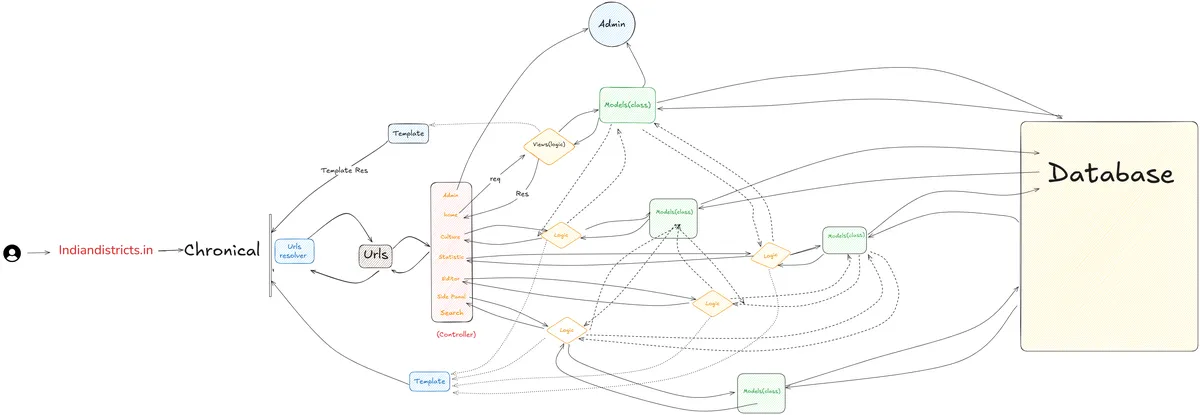 Admin
Models(class)
Template
Views(logic)
Template Res
req
Res
Admin
home
Culture
Statistic
Editor
Side Panal
Search
(Controller)
Indiandistricts.in
Chronical
Urls
resolver
Urls
Logic
Models(class)
Logic
Models(class)
Logic
Logic
Template
Models(class)
Database